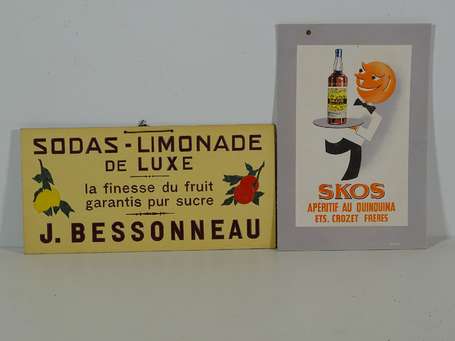 SODAS - LIMONADE
DE LUXE
la finesse du fruit
garantis pur sucre
J. BESSONNEAU
SKOS
APERITIF AU QUINQUINA
ETS. CROZET FRERES